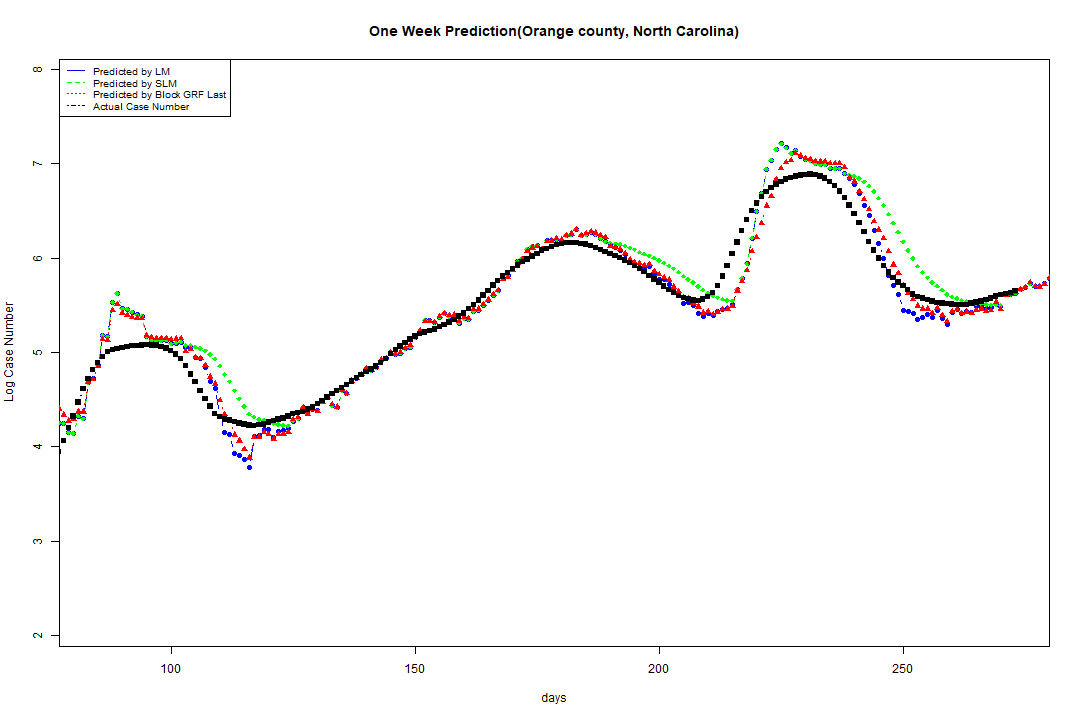 One Week Prediction(Orange county, North Carolina)
Predicted by LM
Predicted by SLM
Predicted by Block GRF Last
Actual Case Number
8
7
6
5
4
3
2
Log Case Number
100
150
200
250
days